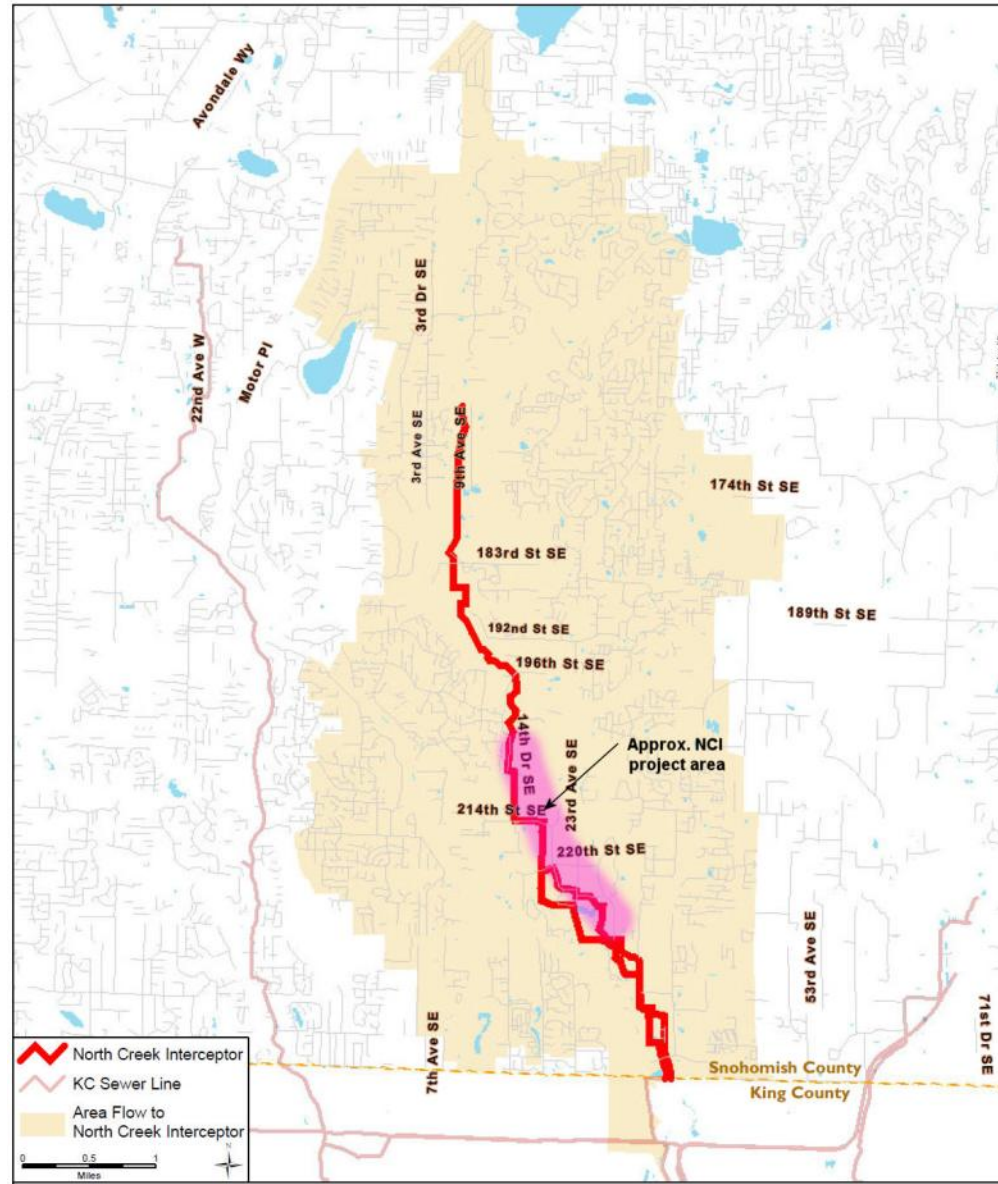 Avondale Wy
3rd Dr SE
22nd Ave W
Motor Pl
3rd Ave SE
9th Ave SE
174th St SE
183rd St SE
189th St SE
192nd St SE
196th St SE
14th Dr SE
Approx. NCI
project area
23rd Ave SE
214th St SE
220th St SE
53rd Ave SE
71st Dr SE
7th Ave SE
Snohomish County
King County
North Creek Interceptor
KC Sewer Line
Area Flow to
North Creek Interceptor
0 0.5 1
Miles
N